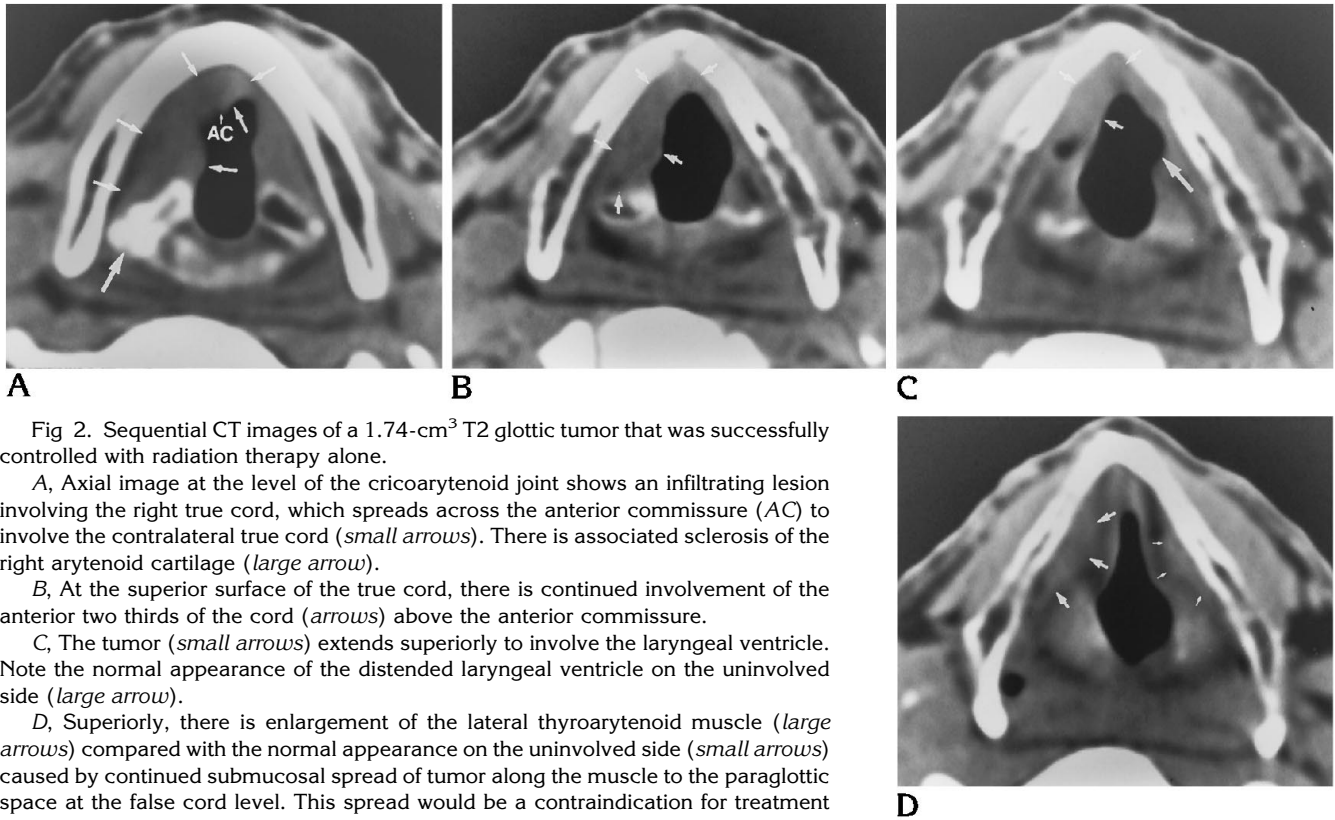 AC
A
B
C
Fig 2. Sequential CT images of a 1.74-cm³ T2 glottic tumor that was successfully
controlled with radiation therapy alone.
A, Axial image at the level of the cricoarytenoid joint shows an infiltrating lesion
involving the right true cord, which spreads across the anterior commissure (AC) to
involve the contralateral true cord (small arrows). There is associated sclerosis of the
right arytenoid cartilage (large arrow).
B, At the superior surface of the true cord, there is continued involvement of the
anterior two thirds of the cord (arrows) above the anterior commissure.
C, The tumor (small arrows) extends superiorly to involve the laryngeal ventricle.
Note the normal appearance of the distended laryngeal ventricle on the uninvolved
side (large arrow).
D, Superiorly, there is enlargement of the lateral thyroarytenoid muscle (large
arrows) compared with the normal appearance on the uninvolved side (small arrows)
caused by continued submucosal spread of tumor along the muscle to the paraglottic
space at the false cord level. This spread would be a contraindication for treatment
D